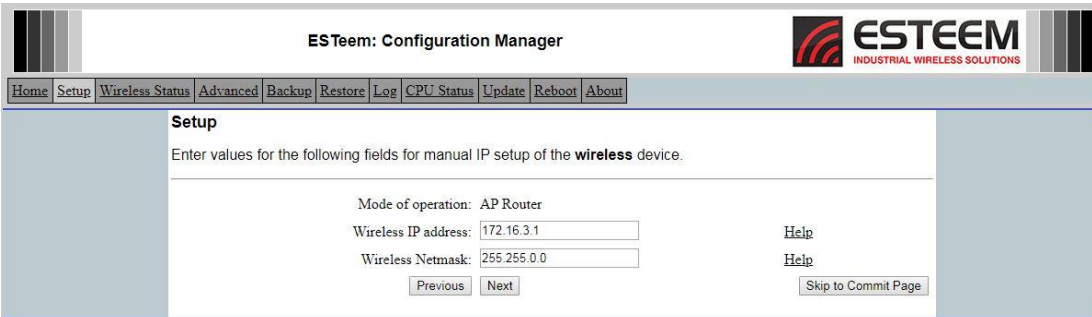 ESTeem: Configuration Manager
ESTEEM
INDUSTRIAL WIRELESS SOLUTIONS
Home Setup Wireless Status Advanced Backup Restore Log CPU Status Update Reboot About
Setup
Enter values for the following fields for manual IP setup of the wireless device.
Mode of operation: AP Router
Wireless IP address: 172.16.3.1 Help
Wireless Netmask: 255.255.0.0 Help
Previous Next Skip to Commit Page